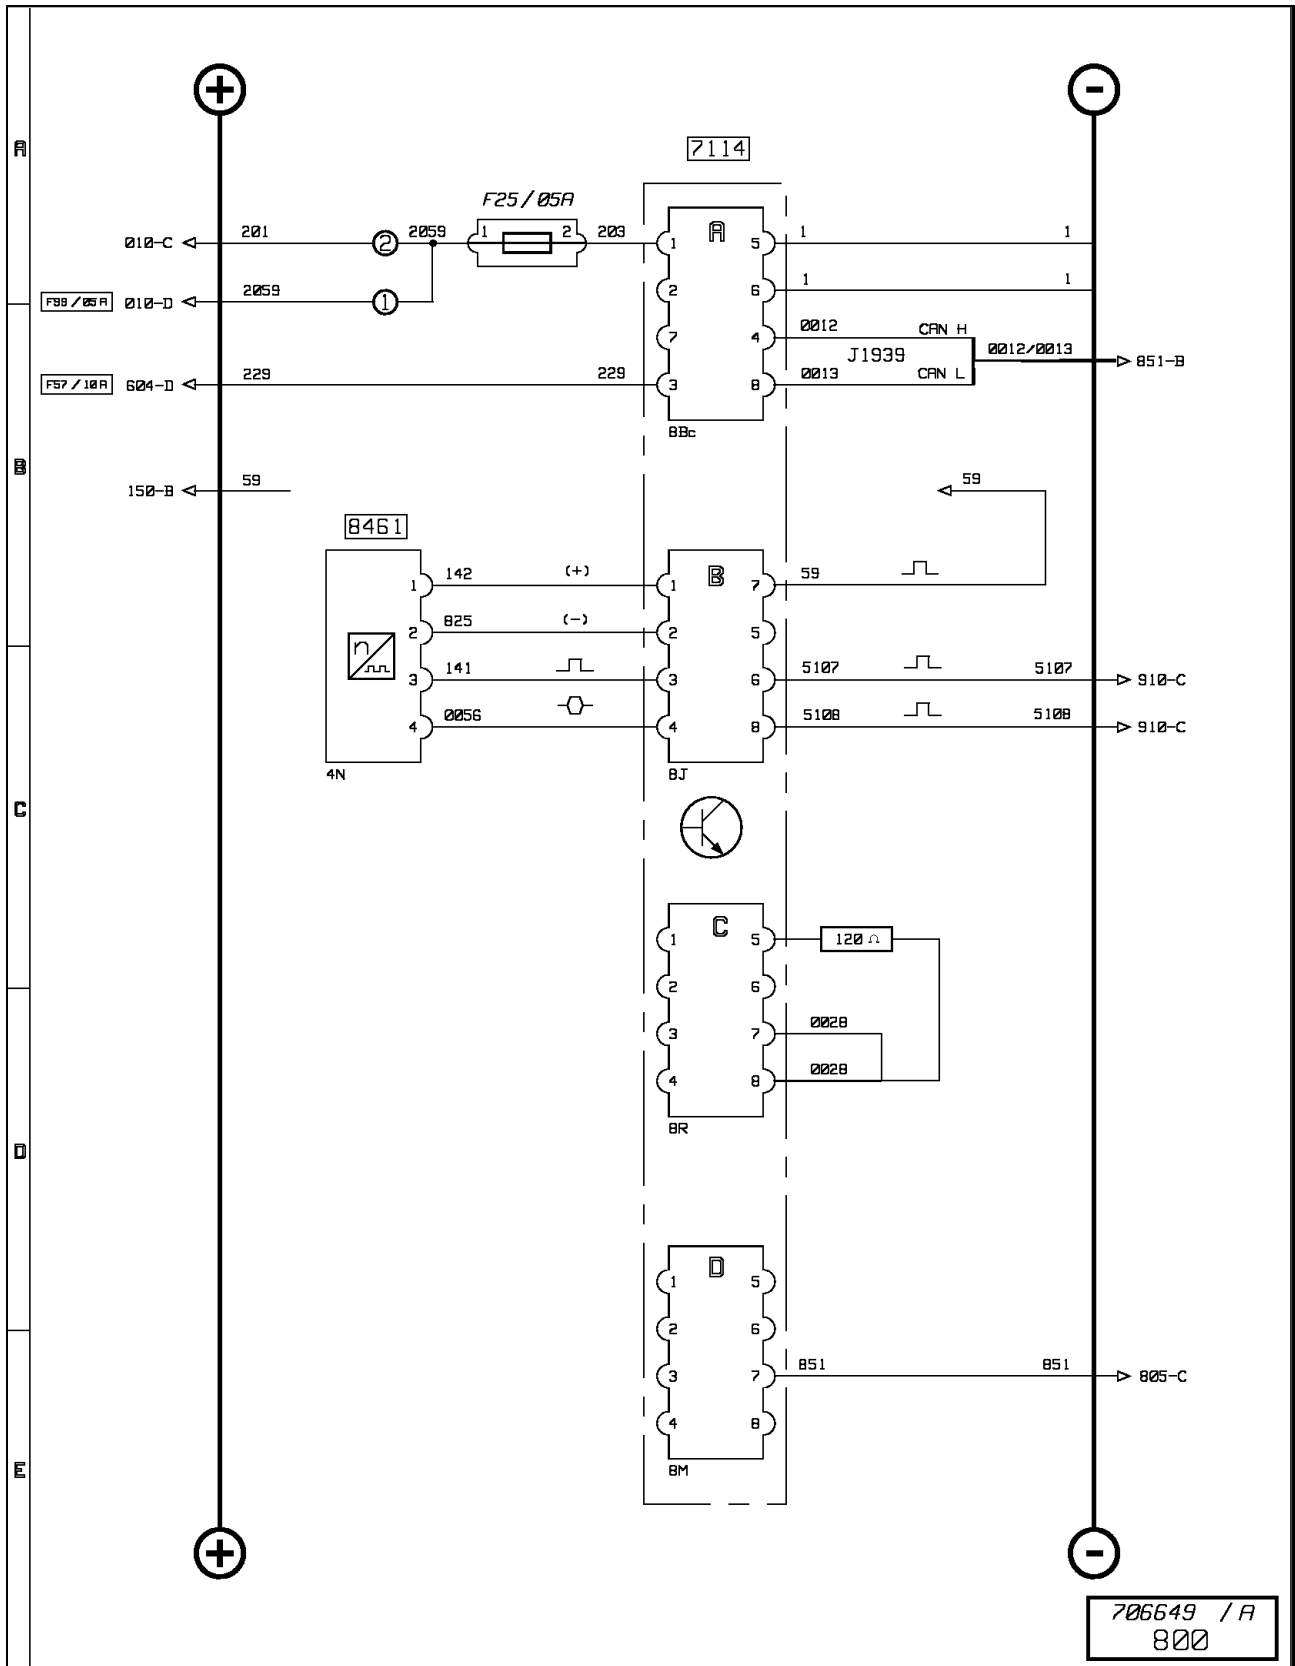 A
7114
F25/05A
010-C 201 2 2059 1 2 203 1 A 5 1 1
F99/05A 010-D 2059 1 2 6 1 1
7 4 0012 CAN H
J1939 0012/0013 851-B
F57/10A 604-D 229 229 3 8 0013 CAN L
8Bc
B
150-B 59 59
8461
1 142 (+) 1 B 7 59
2 825 (-) 2 5
n
3 141 3 6 5107 5107 910-C
4 0056 4 8 5108 5108 910-C
4N 8J
C
1 C 5 120 Ω
2 6
3 7 0028
4 8 0028
8R
D
1 D 5
2 6
3 7 851 851 805-C
4 8
8M
E
706649 / A
800